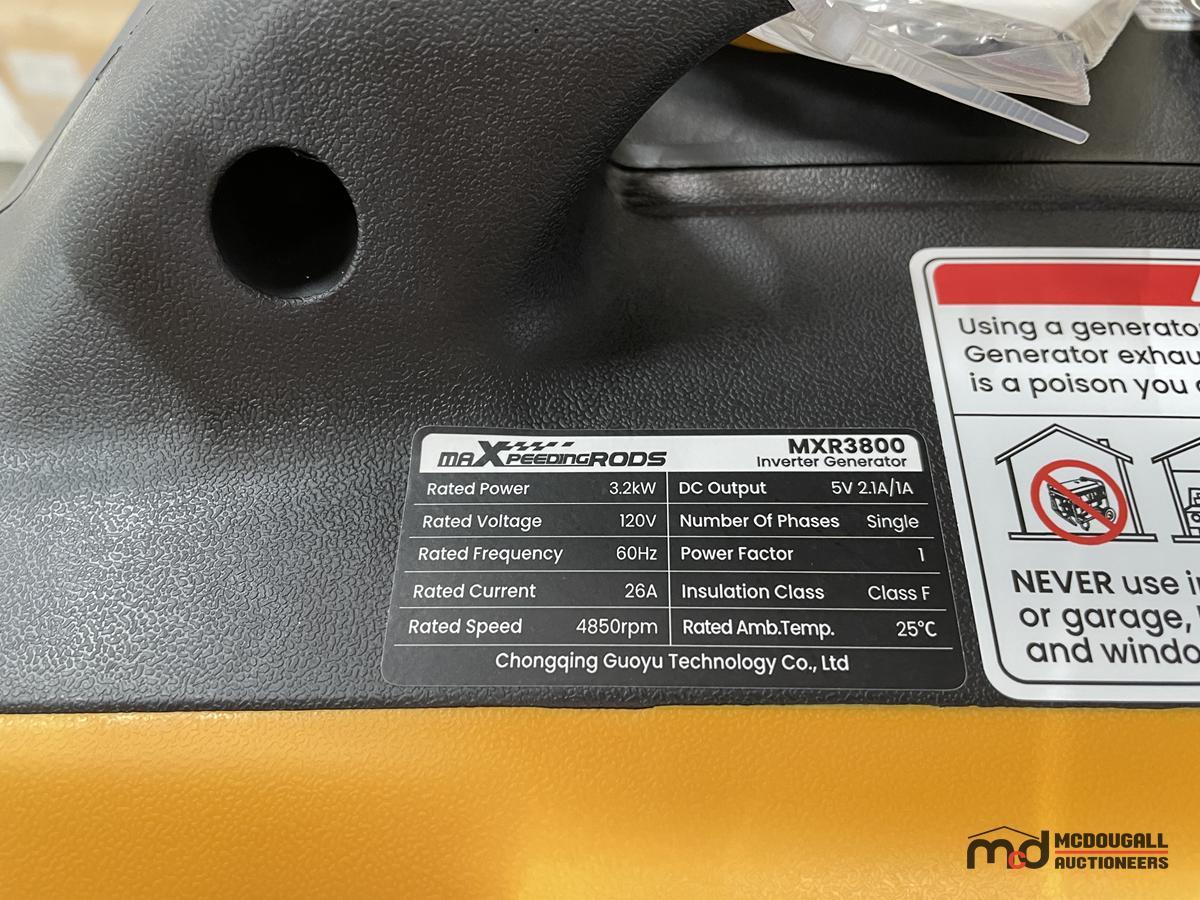 maXpeedingRODS
MXR3800
Inverter Generator
Rated Power 3.2kW DC Output 5V 2.1A/1A
Rated Voltage 120V Number Of Phases Single
Rated Frequency 60Hz Power Factor 1
Rated Current 26A Insulation Class Class F
Rated Speed 4850rpm Rated Amb.Temp. 25℃
Chongqing Guoyu Technology Co., Ltd
Using a
Generator
is a poison you
NEVER use
or garage,
and
mcd MCDOUGALL
AUCTIONEERS